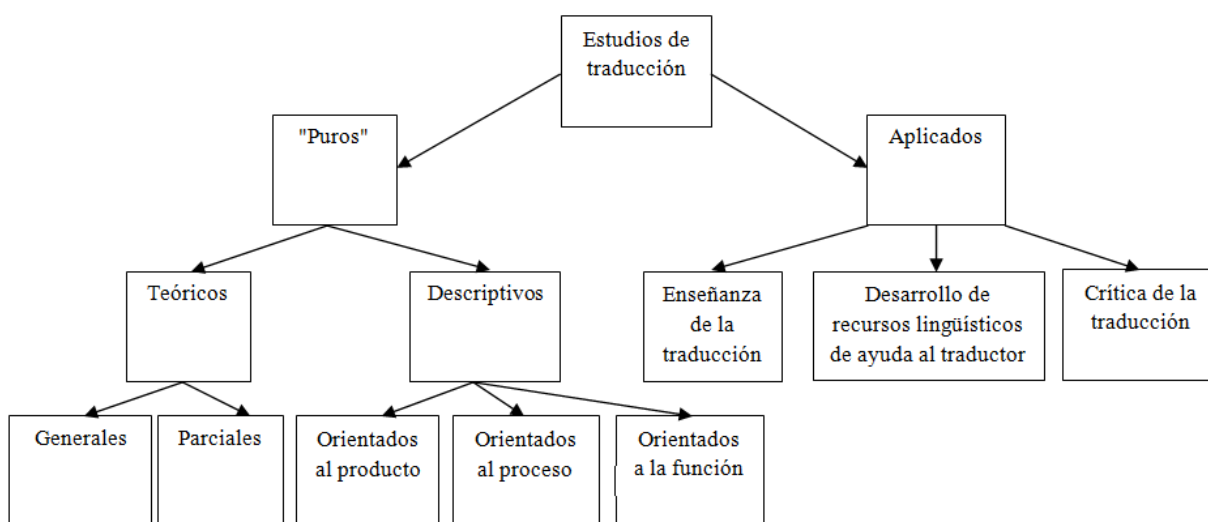 Estudios de
traducción
"Puros"
Aplicados
Teóricos
Descriptivos
Enseñanza
de la
traducción
Desarrollo de
recursos lingüísticos
de ayuda al traductor
Crítica de la
traducción
Generales
Parciales
Orientados
al producto
Orientados
al proceso
Orientados
a la función